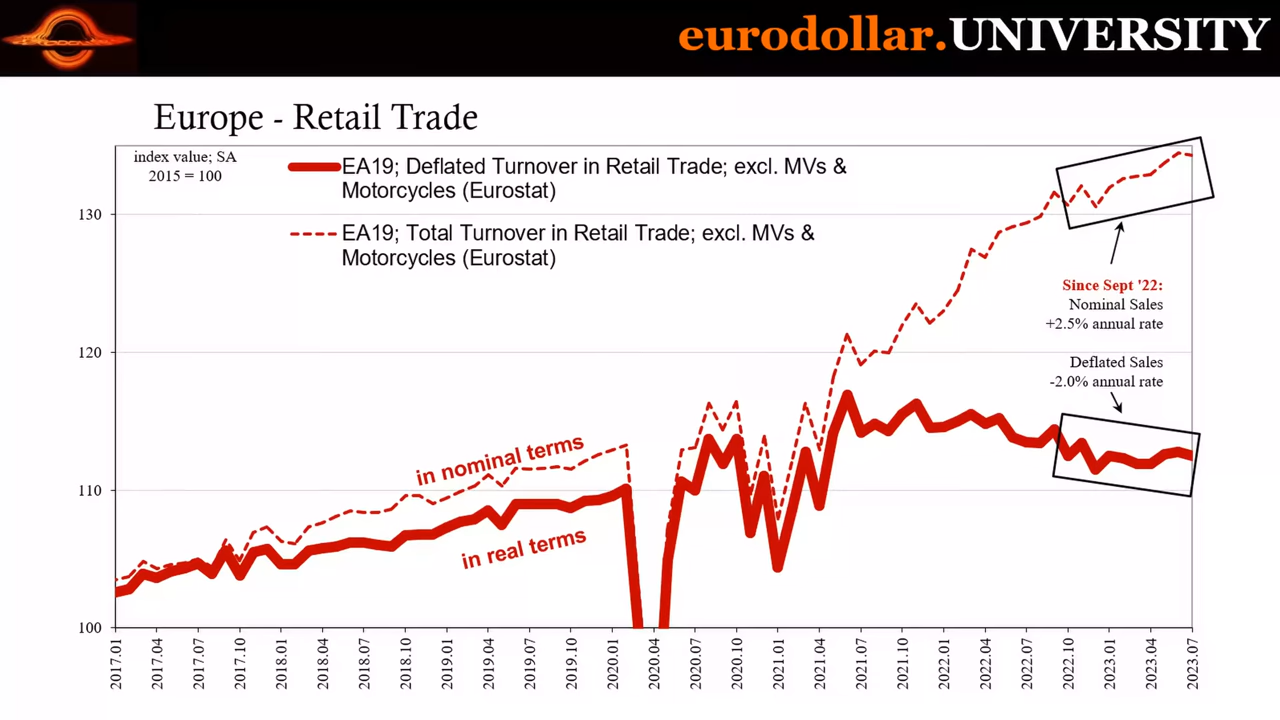 eurodollar.UNIVERSITY
Europe - Retail Trade
index value; SA
2015 = 100
EA19; Deflated Turnover in Retail Trade; excl. MVs &
Motorcycles (Eurostat)
EA19; Total Turnover in Retail Trade; excl. MVs &
Motorcycles (Eurostat)
130
120
110
100
Since Sept '22:
Nominal Sales
+2.5% annual rate
Deflated Sales
-2.0% annual rate
in nominal terms
in real terms
2017.01
2017.04
2017.07
2017.10
2018.01
2018.04
2018.07
2018.10
2019.01
2019.04
2019.07
2019.10
2020.01
2020.04
2020.07
2020.10
2021.01
2021.04
2021.07
2021.10
2022.01
2022.04
2022.07
2022.10
2023.01
2023.04
2023.07